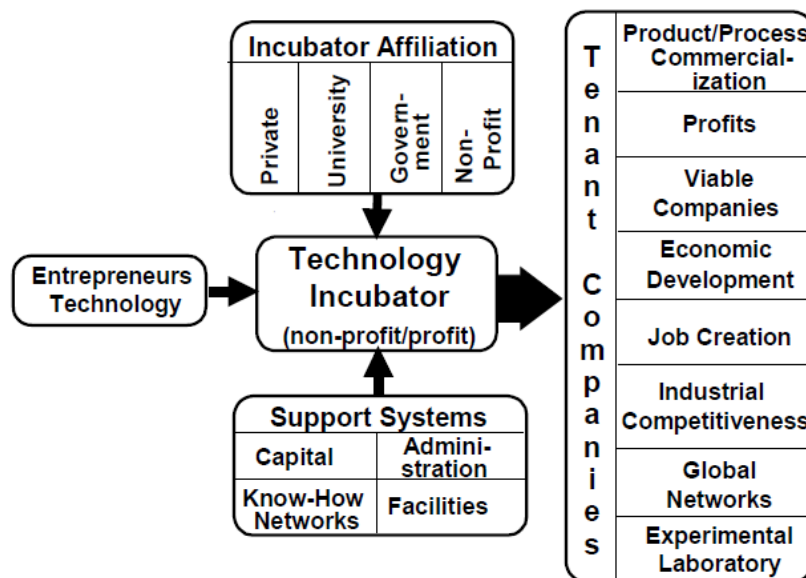 Incubator Affiliation
Private
University
Govern-
ment
Non-
Profit
Entrepreneurs
Technology
Technology
Incubator
(non-profit/profit)
Support Systems
Capital
Admini-
stration
Know-How
Networks
Facilities
Tenant Companies
Product/Process
Commercial-
ization
Profits
Viable
Companies
Economic
Development
Job Creation
Industrial
Competitiveness
Global
Networks
Experimental
Laboratory